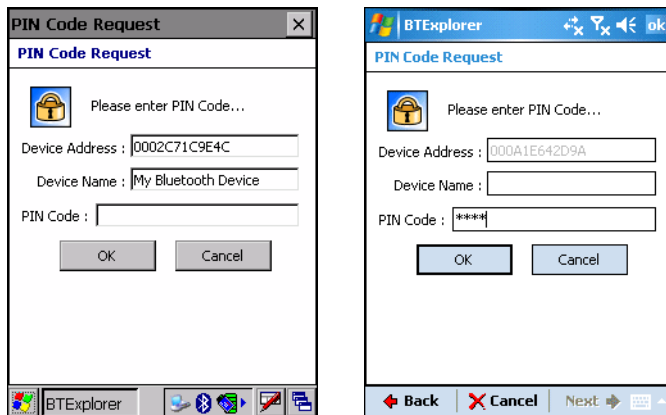 PIN Code Request
PIN Code Request
Please enter PIN Code...
Device Address : 0002C71C9E4C
Device Name : My Bluetooth Device
PIN Code :
OK Cancel
BTExplorer
BTExplorer ok
PIN Code Request
Please enter PIN Code...
Device Address : 000A1E642D9A
Device Name :
PIN Code : ****
OK Cancel
Back Cancel Next